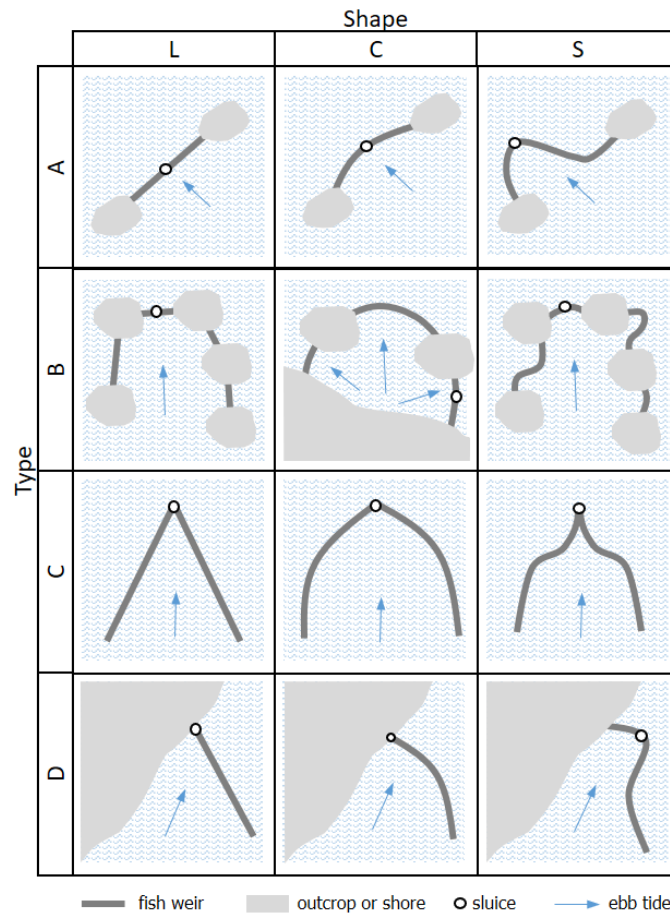 Shape
L C S
Type
A
B
C
D
fish weir outcrop or shore sluice ebb tide